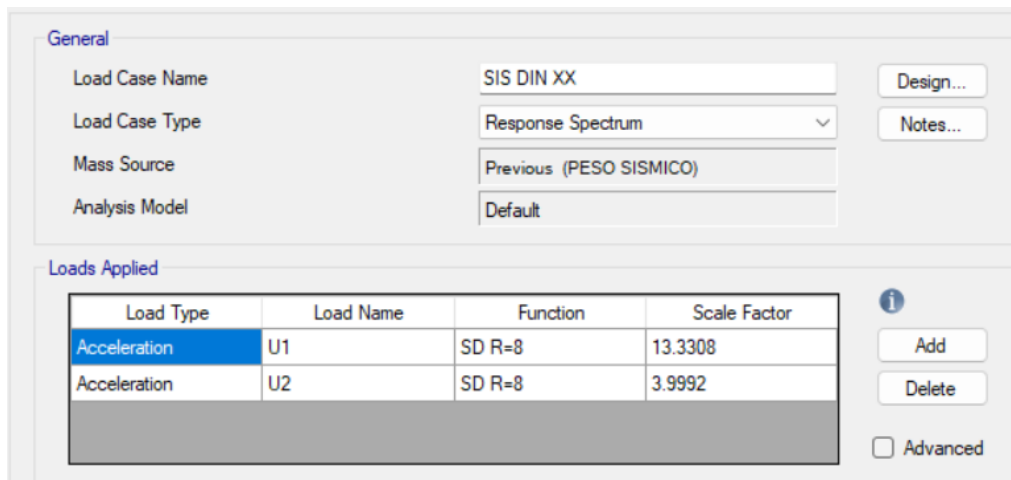 General
Load Case Name SIS DIN XX Design...
Load Case Type Response Spectrum Notes...
Mass Source Previous (PESO SISMICO)
Analysis Model Default
Loads Applied
Load Type Load Name Function Scale Factor
Acceleration U1 SD R=8 13.3308 Add
Acceleration U2 SD R=8 3.9992 Delete
Advanced